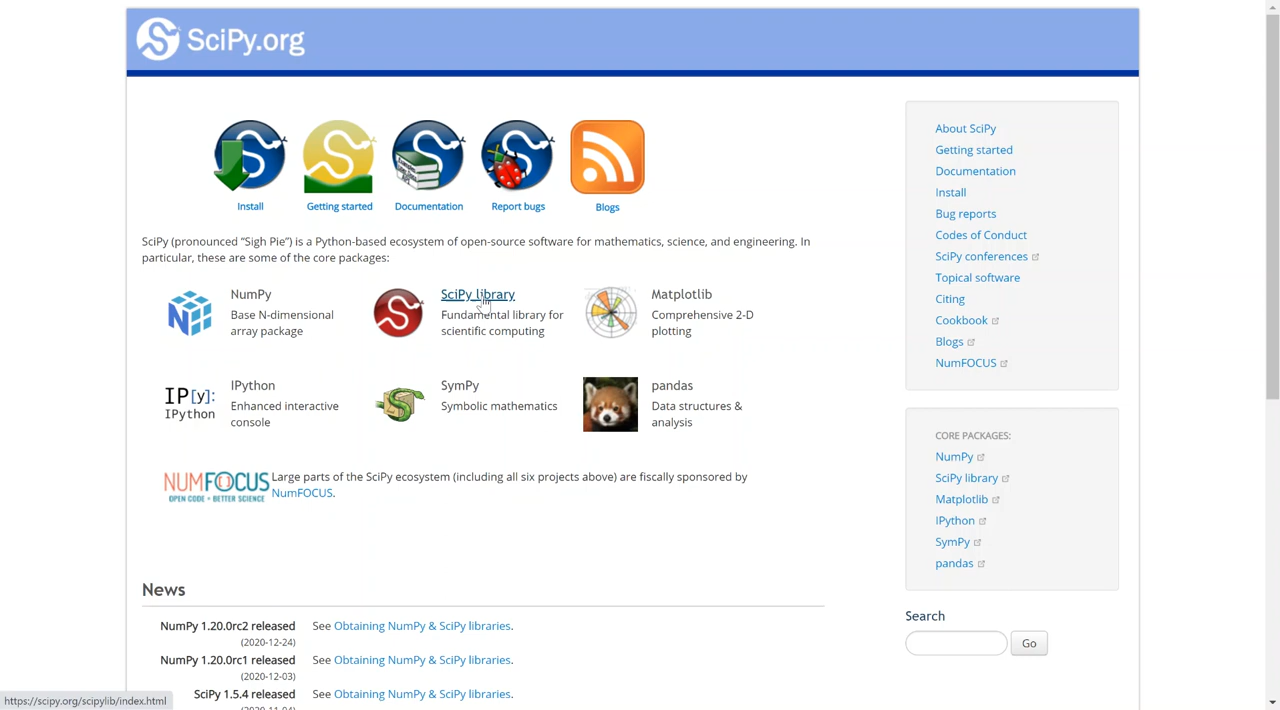 SciPy.org
Install
Getting started
Documentation
Report bugs
Blogs
SciPy (pronounced “Sigh Pie”) is a Python-based ecosystem of open-source software for mathematics, science, and engineering. In
particular, these are some of the core packages:
NumPy
Base N-dimensional
array package
SciPy library
Fundamental library for
scientific computing
Matplotlib
Comprehensive 2-D
plotting
IP[y]:
IPython
IPython
Enhanced interactive
console
SymPy
Symbolic mathematics
pandas
Data structures &
analysis
NUMFOCUS
OPEN CODE = BETTER SCIENCE
Large parts of the SciPy ecosystem (including all six projects above) are fiscally sponsored by
NumFOCUS.
News
NumPy 1.20.0rc2 released
(2020-12-24)
See Obtaining NumPy & SciPy libraries.
NumPy 1.20.0rc1 released
(2020-12-03)
See Obtaining NumPy & SciPy libraries.
SciPy 1.5.4 released
(2020-11-04)
See Obtaining NumPy & SciPy libraries.
About SciPy
Getting started
Documentation
Install
Bug reports
Codes of Conduct
SciPy conferences
Topical software
Citing
Cookbook
Blogs
NumFOCUS
CORE PACKAGES:
NumPy
SciPy library
Matplotlib
IPython
SymPy
pandas
Search
Go
https://scipy.org/scipylib/index.html